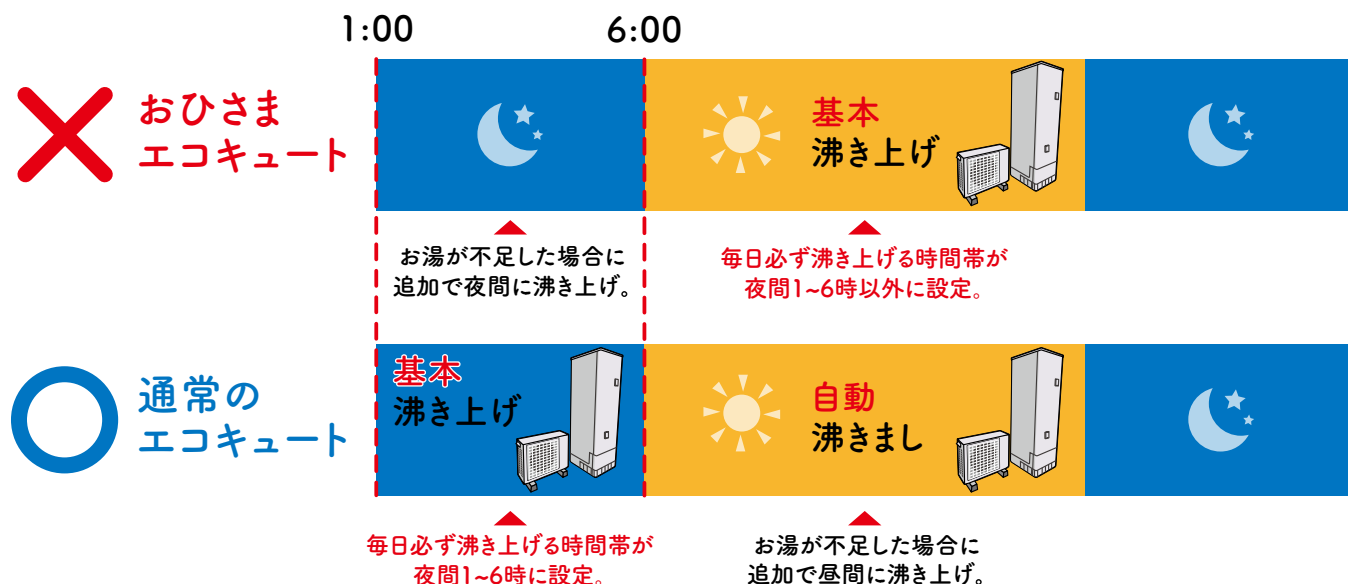 1:00
6:00
おひさま
エコキュート
基本
沸き上げ
お湯が不足した場合に
追加で夜間に沸き上げ。
毎日必ず沸き上げる時間帯が
夜間1~6時以外に設定。
通常の
エコキュート
基本
沸き上げ
自動
沸きまし
毎日必ず沸き上げる時間帯が
夜間1~6時に設定。
お湯が不足した場合に
追加で昼間に沸き上げ。